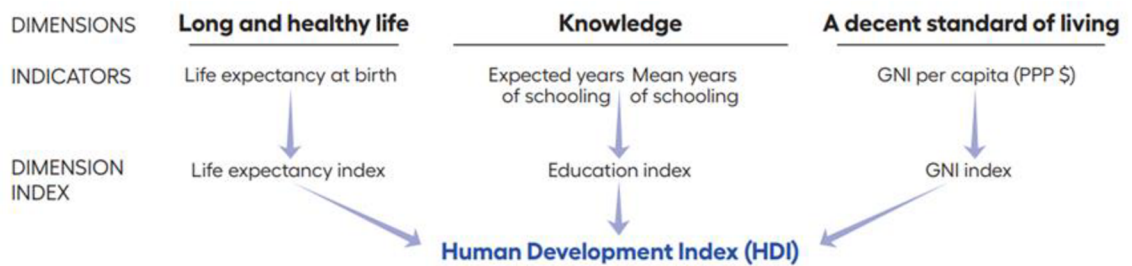 DIMENSIONS Long and healthy life Knowledge A decent standard of living
INDICATORS Life expectancy at birth Expected years of schooling Mean years of schooling GNI per capita (PPP $)
DIMENSION INDEX Life expectancy index Education index GNI index
Human Development Index (HDI)